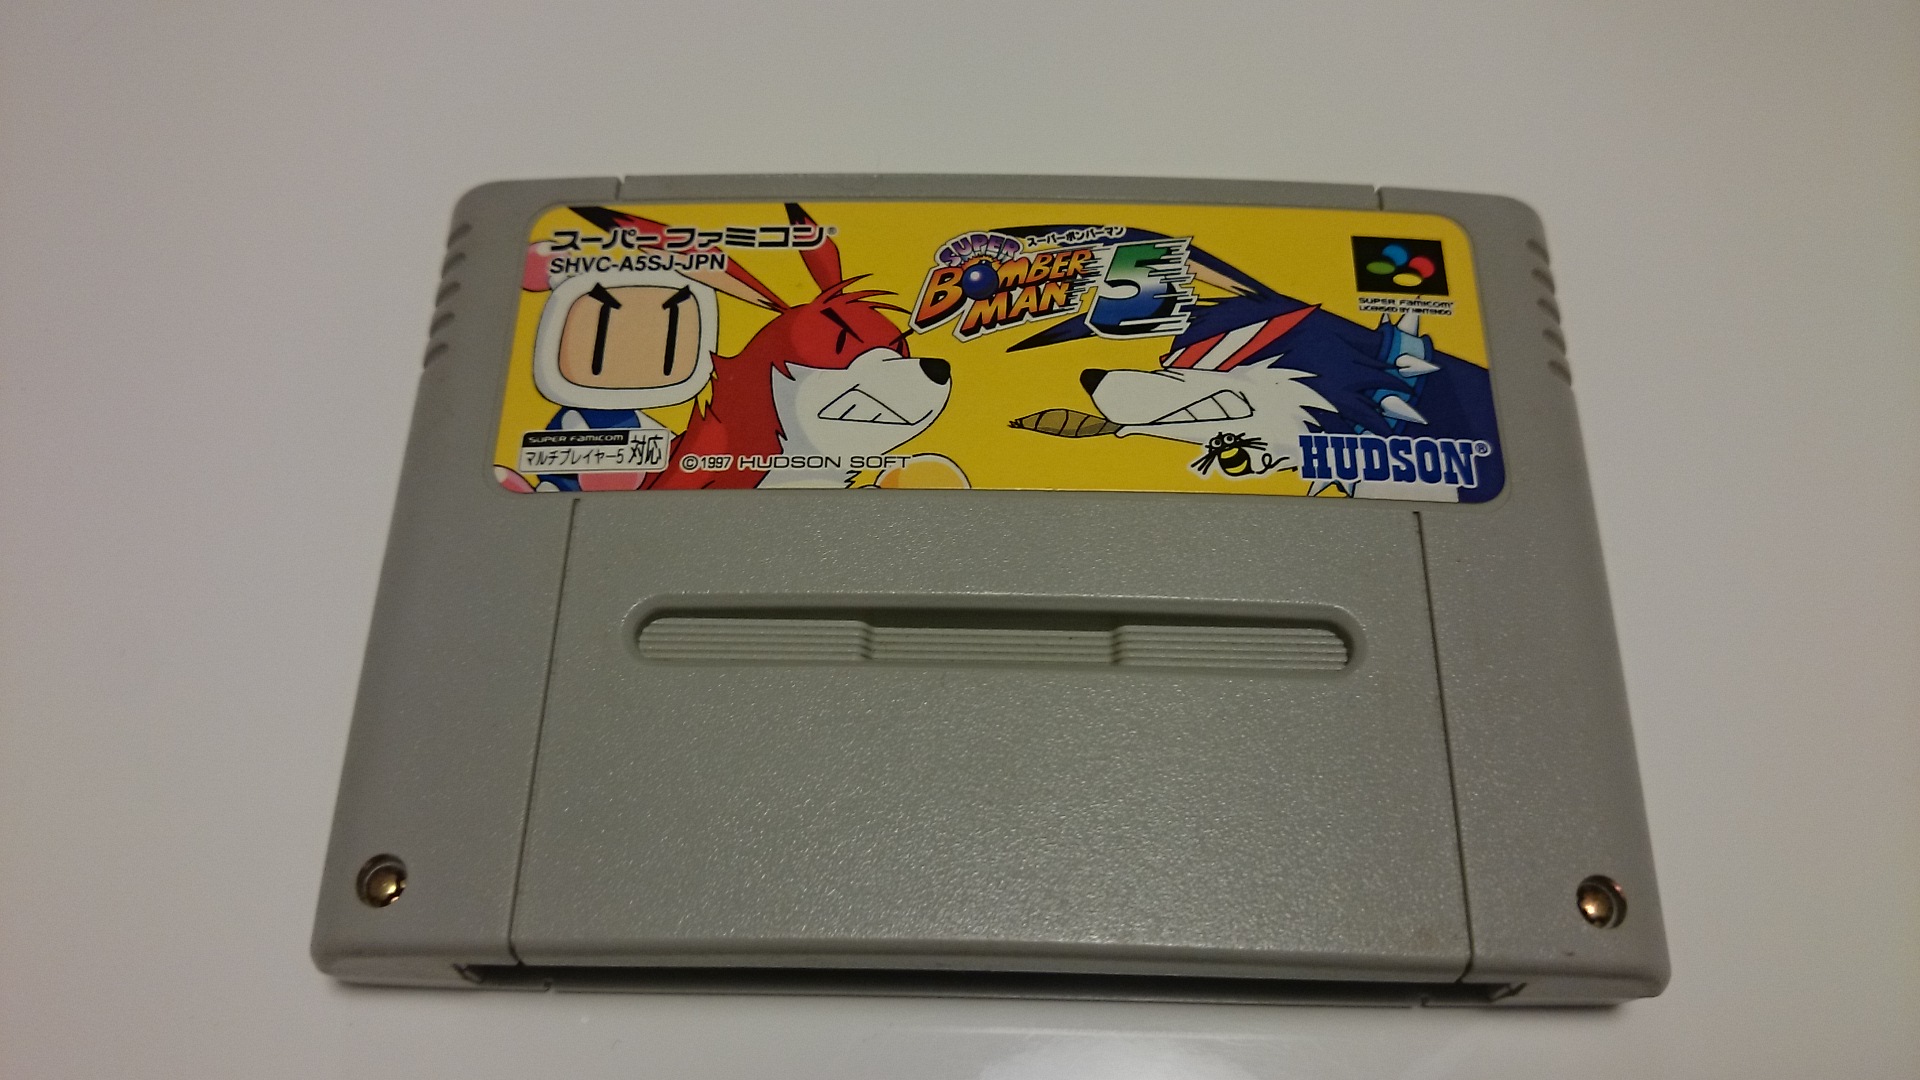 スーパーファミコン®
SHVC-A5SJ-JPN
スーパーボンバーマン
SUPER
BOMBER
MAN 5
SUPER FAMICOM™
LICENSED BY NINTENDO
SUPER FAMICOM
マルチプレイヤー5 対応
©1997 HUDSON SOFT
HUDSON®